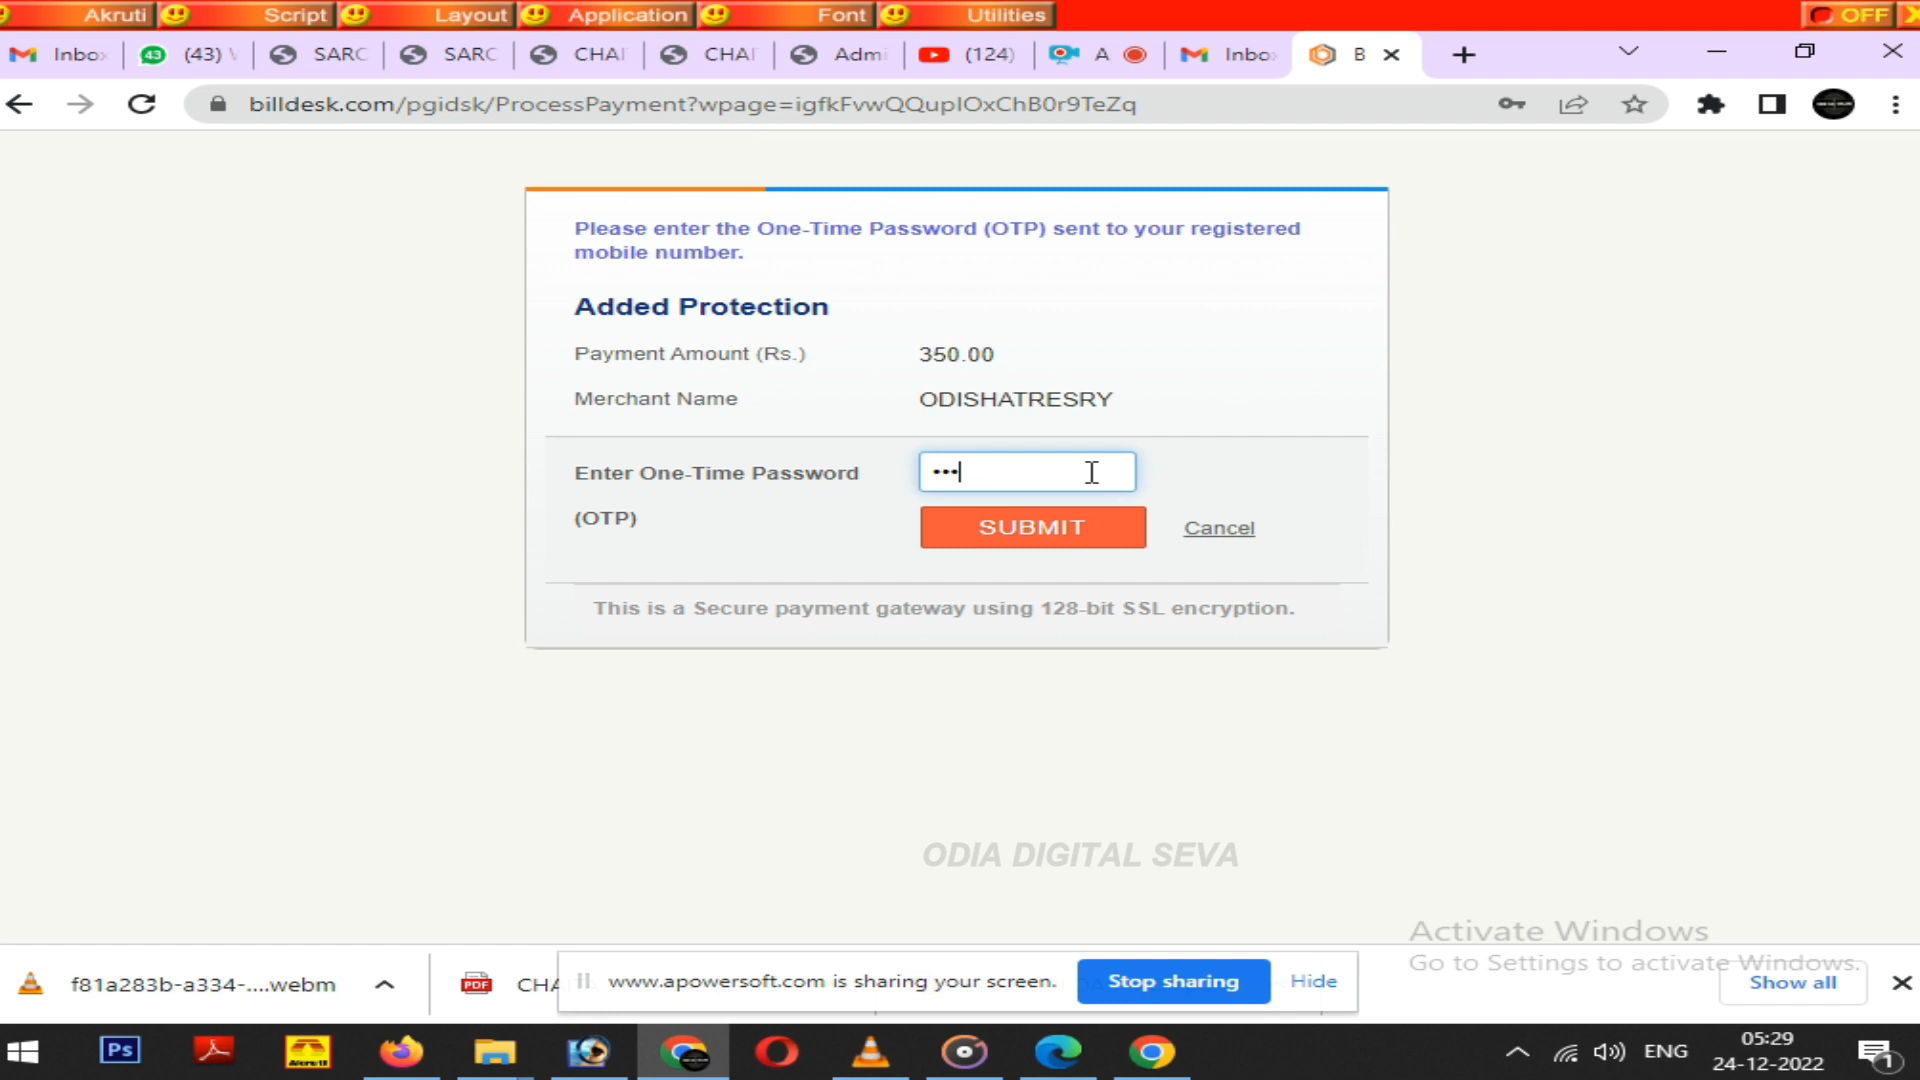 Akruti Script Layout Application Font Utilities OFF
Inbox (43) SARC SARC CHAI CHAI Admi (124) A Inbox B
billdesk.com/pgidsk/ProcessPayment?wpage=igfkFvwQQupIOxChB0r9TeZq
Please enter the One-Time Password (OTP) sent to your registered
mobile number.
Added Protection
Payment Amount (Rs.) 350.00
Merchant Name ODISHATRESRY
Enter One-Time Password
(OTP)
SUBMIT Cancel
This is a Secure payment gateway using 128-bit SSL encryption.
ODIA DIGITAL SEVA
Activate Windows
Go to Settings to activate Windows.
f81a283b-a334-....webm PDF CHA www.apowersoft.com is sharing your screen. Stop sharing Hide Show all
Ps ENG 05:29
24-12-2022 1